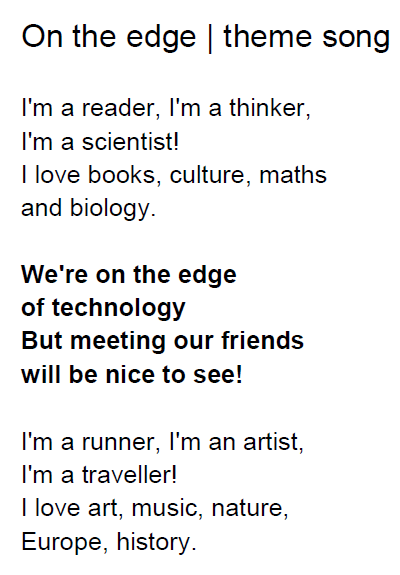 On the edge | theme song
I'm a reader, I'm a thinker,
I'm a scientist!
I love books, culture, maths
and biology.
We're on the edge
of technology
But meeting our friends
will be nice to see!
I'm a runner, I'm an artist,
I'm a traveller!
I love art, music, nature,
Europe, history.